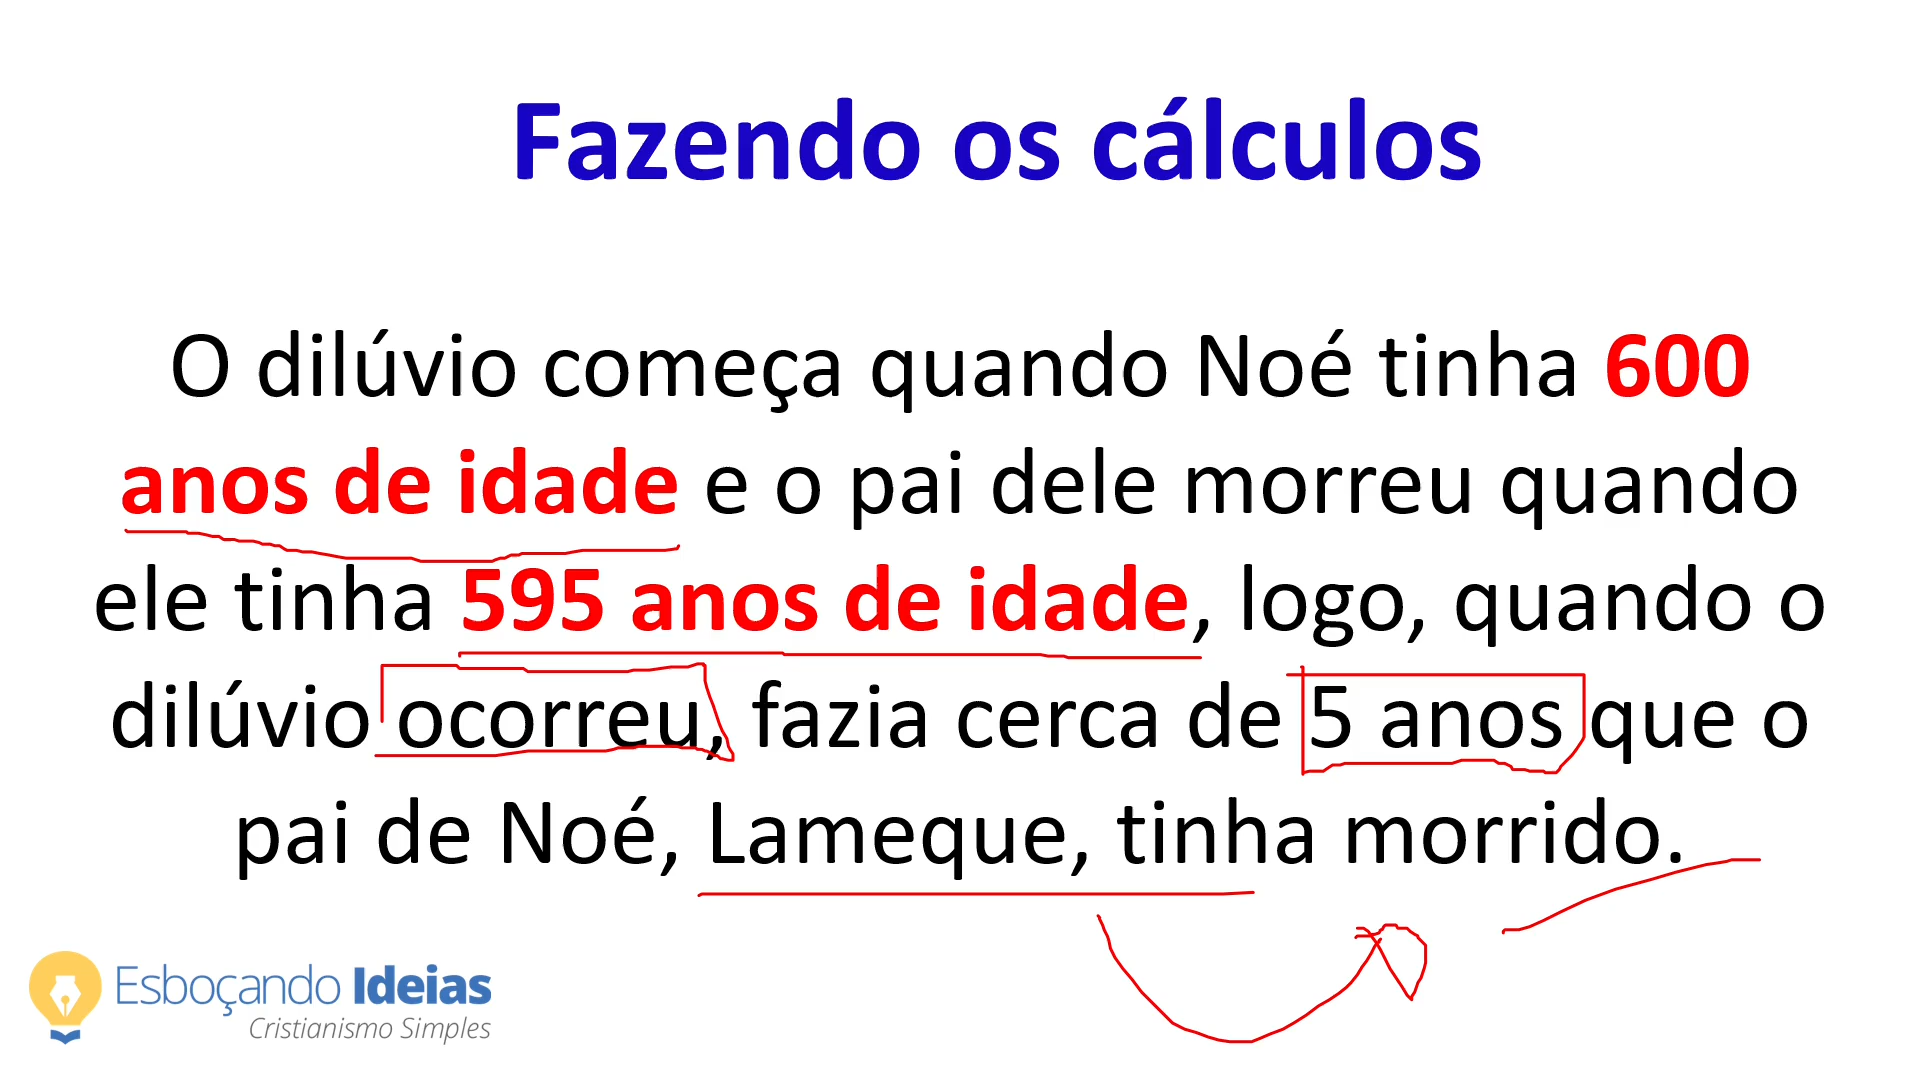 Fazendo os cálculos
O dilúvio começa quando Noé tinha 600
anos de idade e o pai dele morreu quando
ele tinha 595 anos de idade, logo, quando o
dilúvio ocorreu, fazia cerca de 5 anos que o
pai de Noé, Lameque, tinha morrido.
Esboçando Ideias
Cristianismo Simples